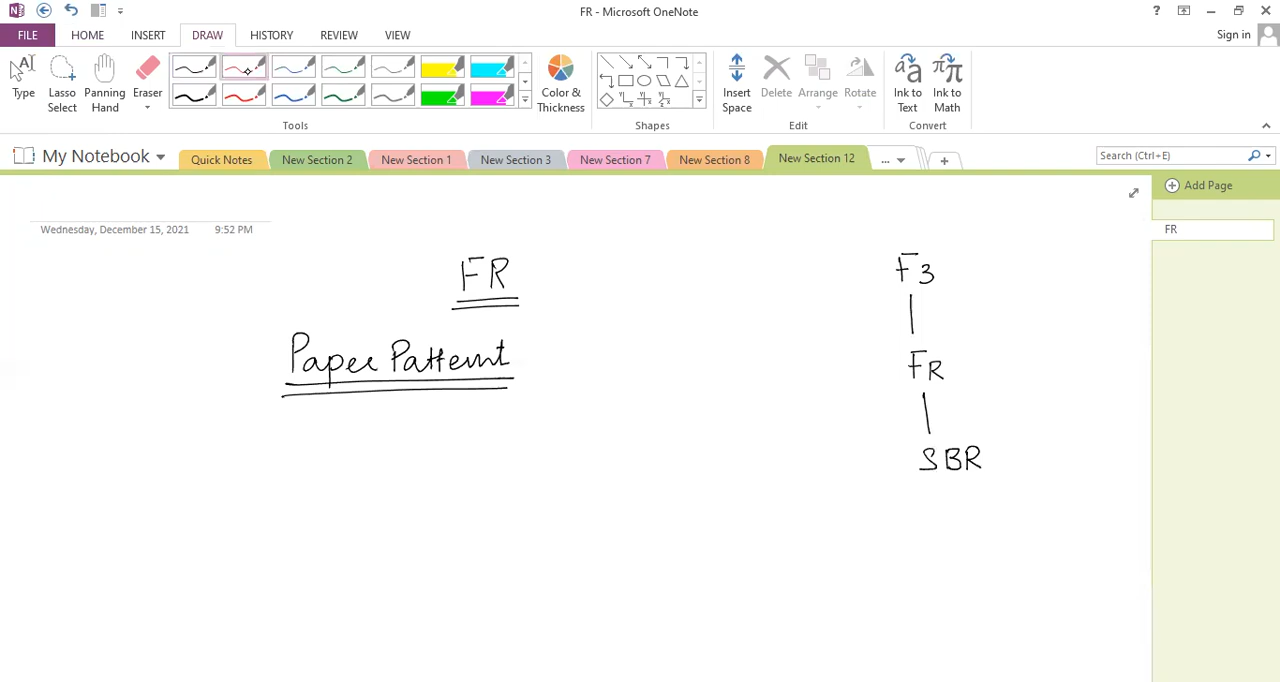 FR - Microsoft OneNote
?
FILE HOME INSERT DRAW HISTORY REVIEW VIEW Sign in
Type Lasso Select Panning Hand Eraser Color & Thickness Insert Space Delete Arrange Rotate Ink to Text Ink to Math
Tools Shapes Edit Convert
My Notebook Quick Notes New Section 2 New Section 1 New Section 3 New Section 7 New Section 8 New Section 12 ... Search (Ctrl+E)
Add Page
FR
Wednesday, December 15, 2021 9:52 PM
FR
Paper Patternt
F3
FR
SBR